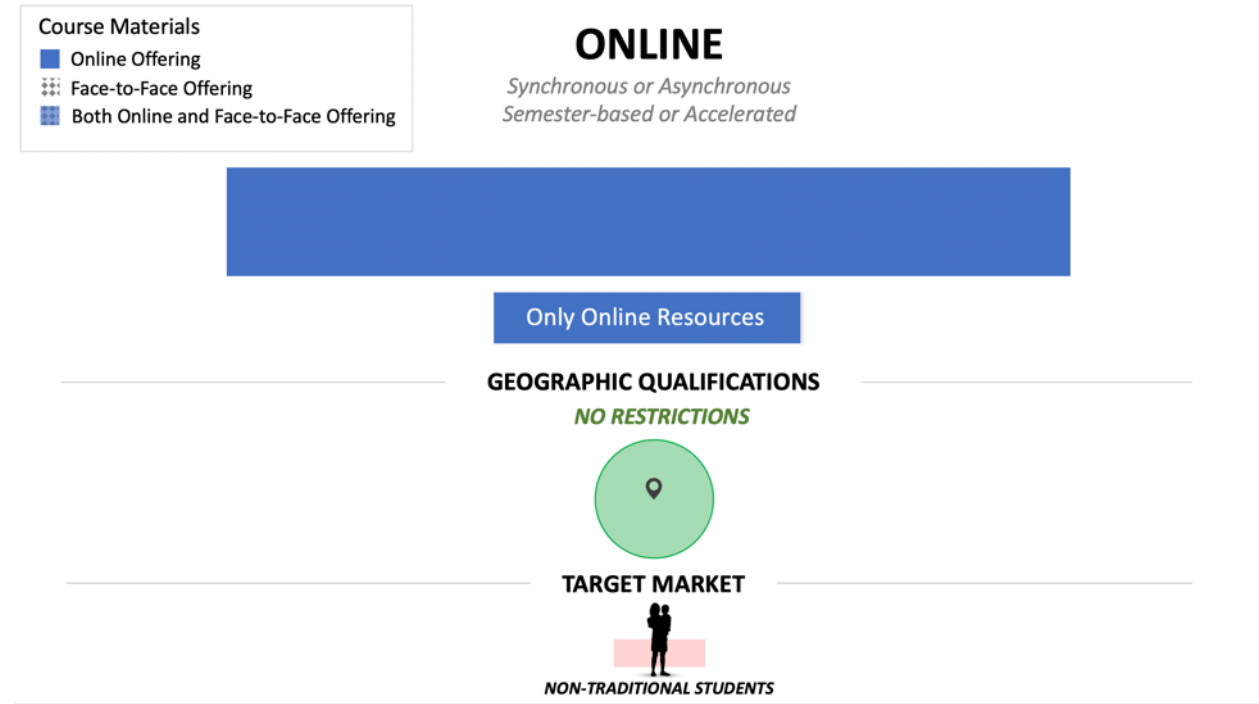 Course Materials
Online Offering
Face-to-Face Offering
Both Online and Face-to-Face Offering
ONLINE
Synchronous or Asynchronous
Semester-based or Accelerated
Only Online Resources
GEOGRAPHIC QUALIFICATIONS
NO RESTRICTIONS
TARGET MARKET
NON-TRADITIONAL STUDENTS